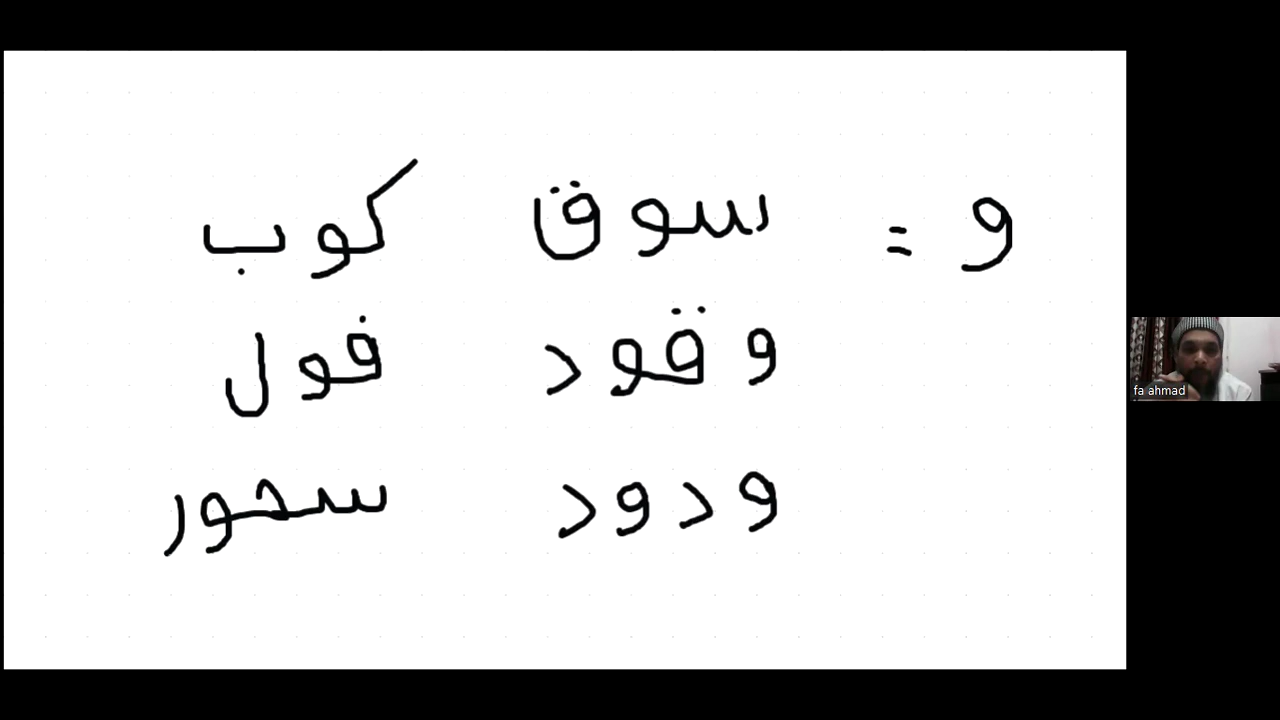 و = سوق كوب
وقود فول
ودود سحور
fa ahmad